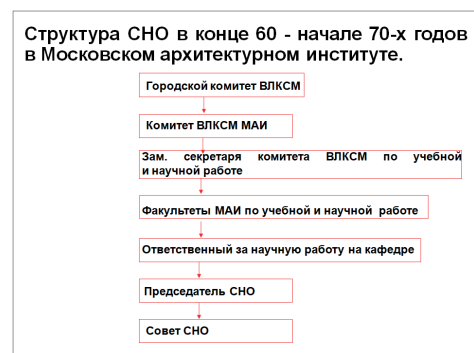 Структура СНО в конце 60 - начале 70-х годов
в Московском архитектурном институте.
Городской комитет ВЛКСМ
Комитет ВЛКСМ МАИ
Зам. секретаря комитета ВЛКСМ по учебной
и научной работе
Факультеты МАИ по учебной и научной работе
Ответственный за научную работу на кафедре
Председатель СНО
Совет СНО